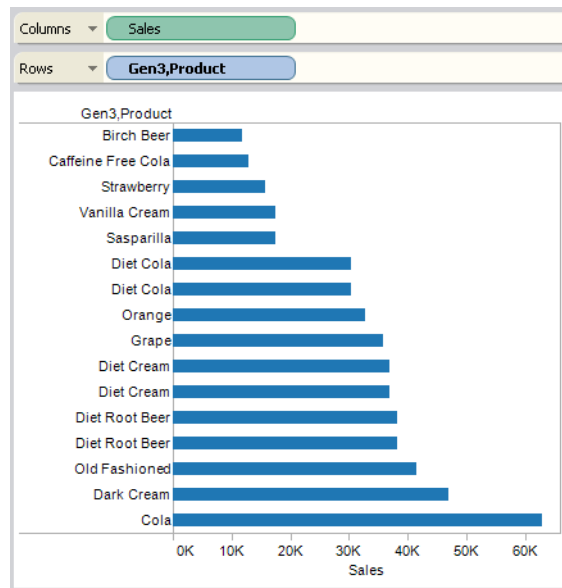 Columns Sales
Rows Gen3,Product
Gen3,Product
Birch Beer
Caffeine Free Cola
Strawberry
Vanilla Cream
Sasparilla
Diet Cola
Diet Cola
Orange
Grape
Diet Cream
Diet Cream
Diet Root Beer
Diet Root Beer
Old Fashioned
Dark Cream
Cola
0K 10K 20K 30K 40K 50K 60K
Sales